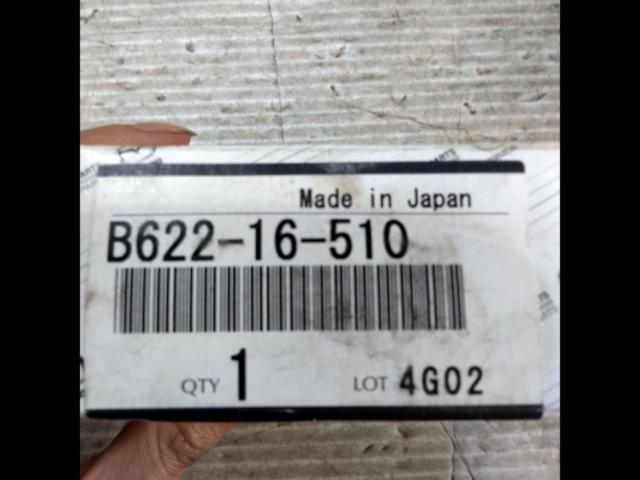 Made in Japan
B622-16-510
QTY 1 LOT 4G02